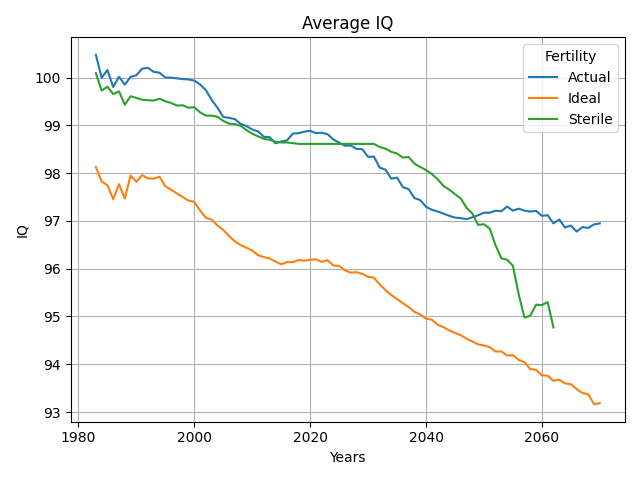 Average IQ
Fertility
Actual
Ideal
Sterile
100
99
98
97
96
95
94
93
IQ
1980
2000
2020
2040
2060
Years